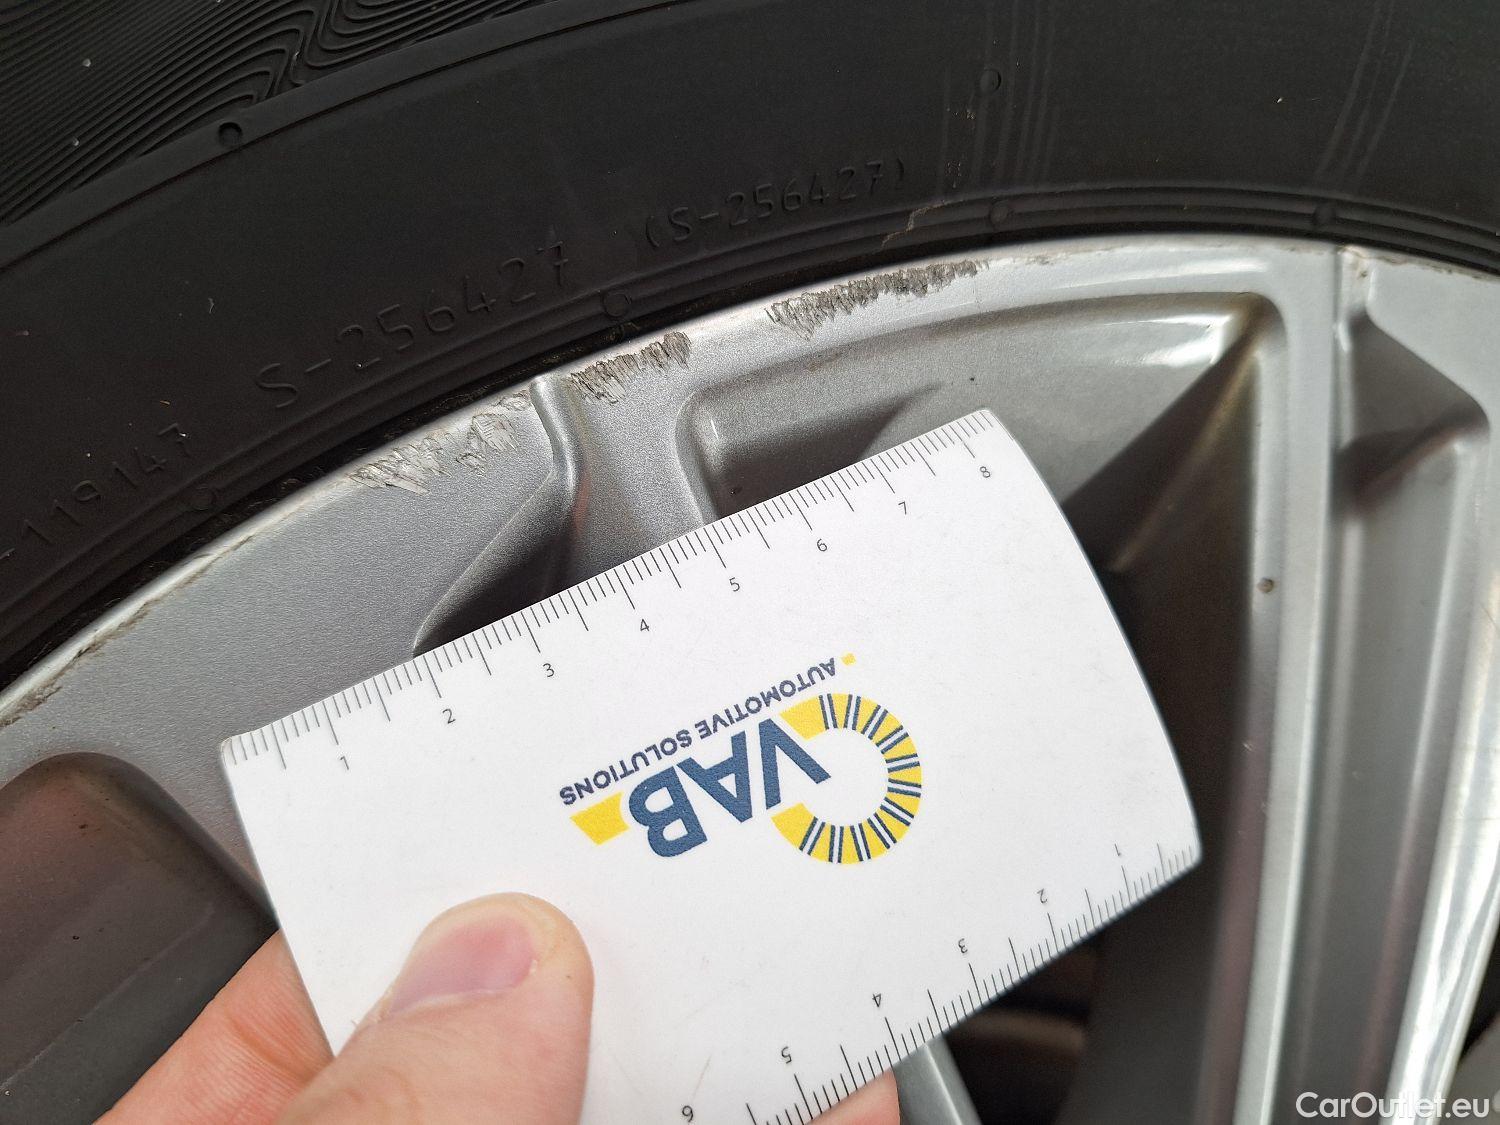 (S-256427)
S-256427
-119147
1 2 3 4 5 6 7 8
AUTOMOTIVE SOLUTIONS
VAB
1 2 3 4 5 6
CarOutlet.eu